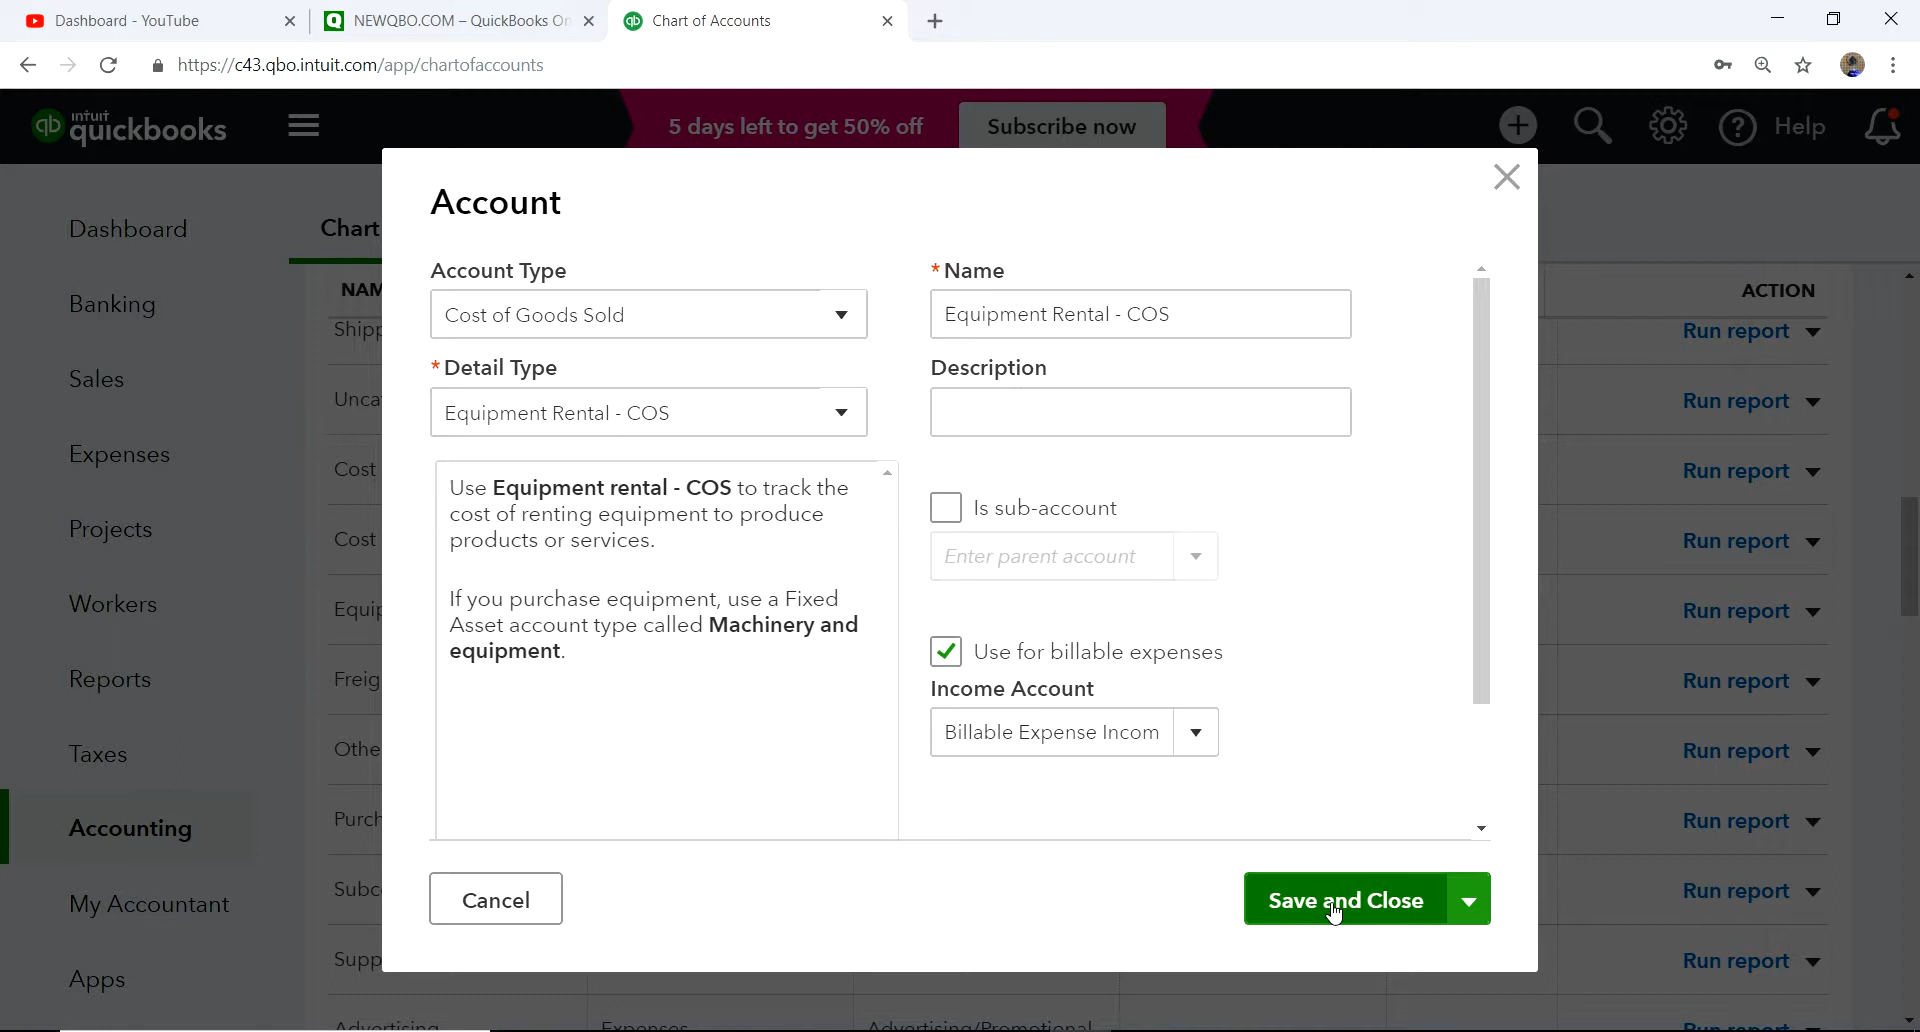 Dashboard - YouTube
NEWQBO.COM – QuickBooks On
Chart of Accounts
https://c43.qbo.intuit.com/app/chartofaccounts
intuit quickbooks
5 days left to get 50% off
Subscribe now
Help
Dashboard
Banking
Sales
Expenses
Projects
Workers
Reports
Taxes
Accounting
My Accountant
Apps
Chart
NAM
ACTION
Shipp
Run report
Unca
Run report
Cost
Run report
Cost
Run report
Equip
Run report
Freig
Run report
Othe
Run report
Purch
Run report
Subc
Run report
Supp
Run report
Advertising
Expenses
Advertising/Promotional
Run report
Account
Account Type
Cost of Goods Sold
* Detail Type
Equipment Rental - COS
Use Equipment rental - COS to track the
cost of renting equipment to produce
products or services.
If you purchase equipment, use a Fixed
Asset account type called Machinery and
equipment.
* Name
Equipment Rental - COS
Description
Is sub-account
Enter parent account
Use for billable expenses
Income Account
Billable Expense Incom
Cancel
Save and Close